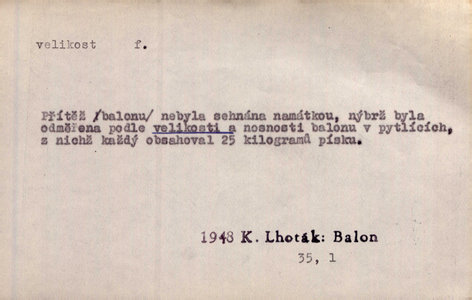 velikost f.
Přítěž /balonu/ nebyla sehnána namátkou, nýbrž byla
odměřena podle velikosti a nosnosti balonu v pytlících,
z nichž každý obsahoval 25 kilogramů písku.
1948 K. Lhoták: Balon
35, 1